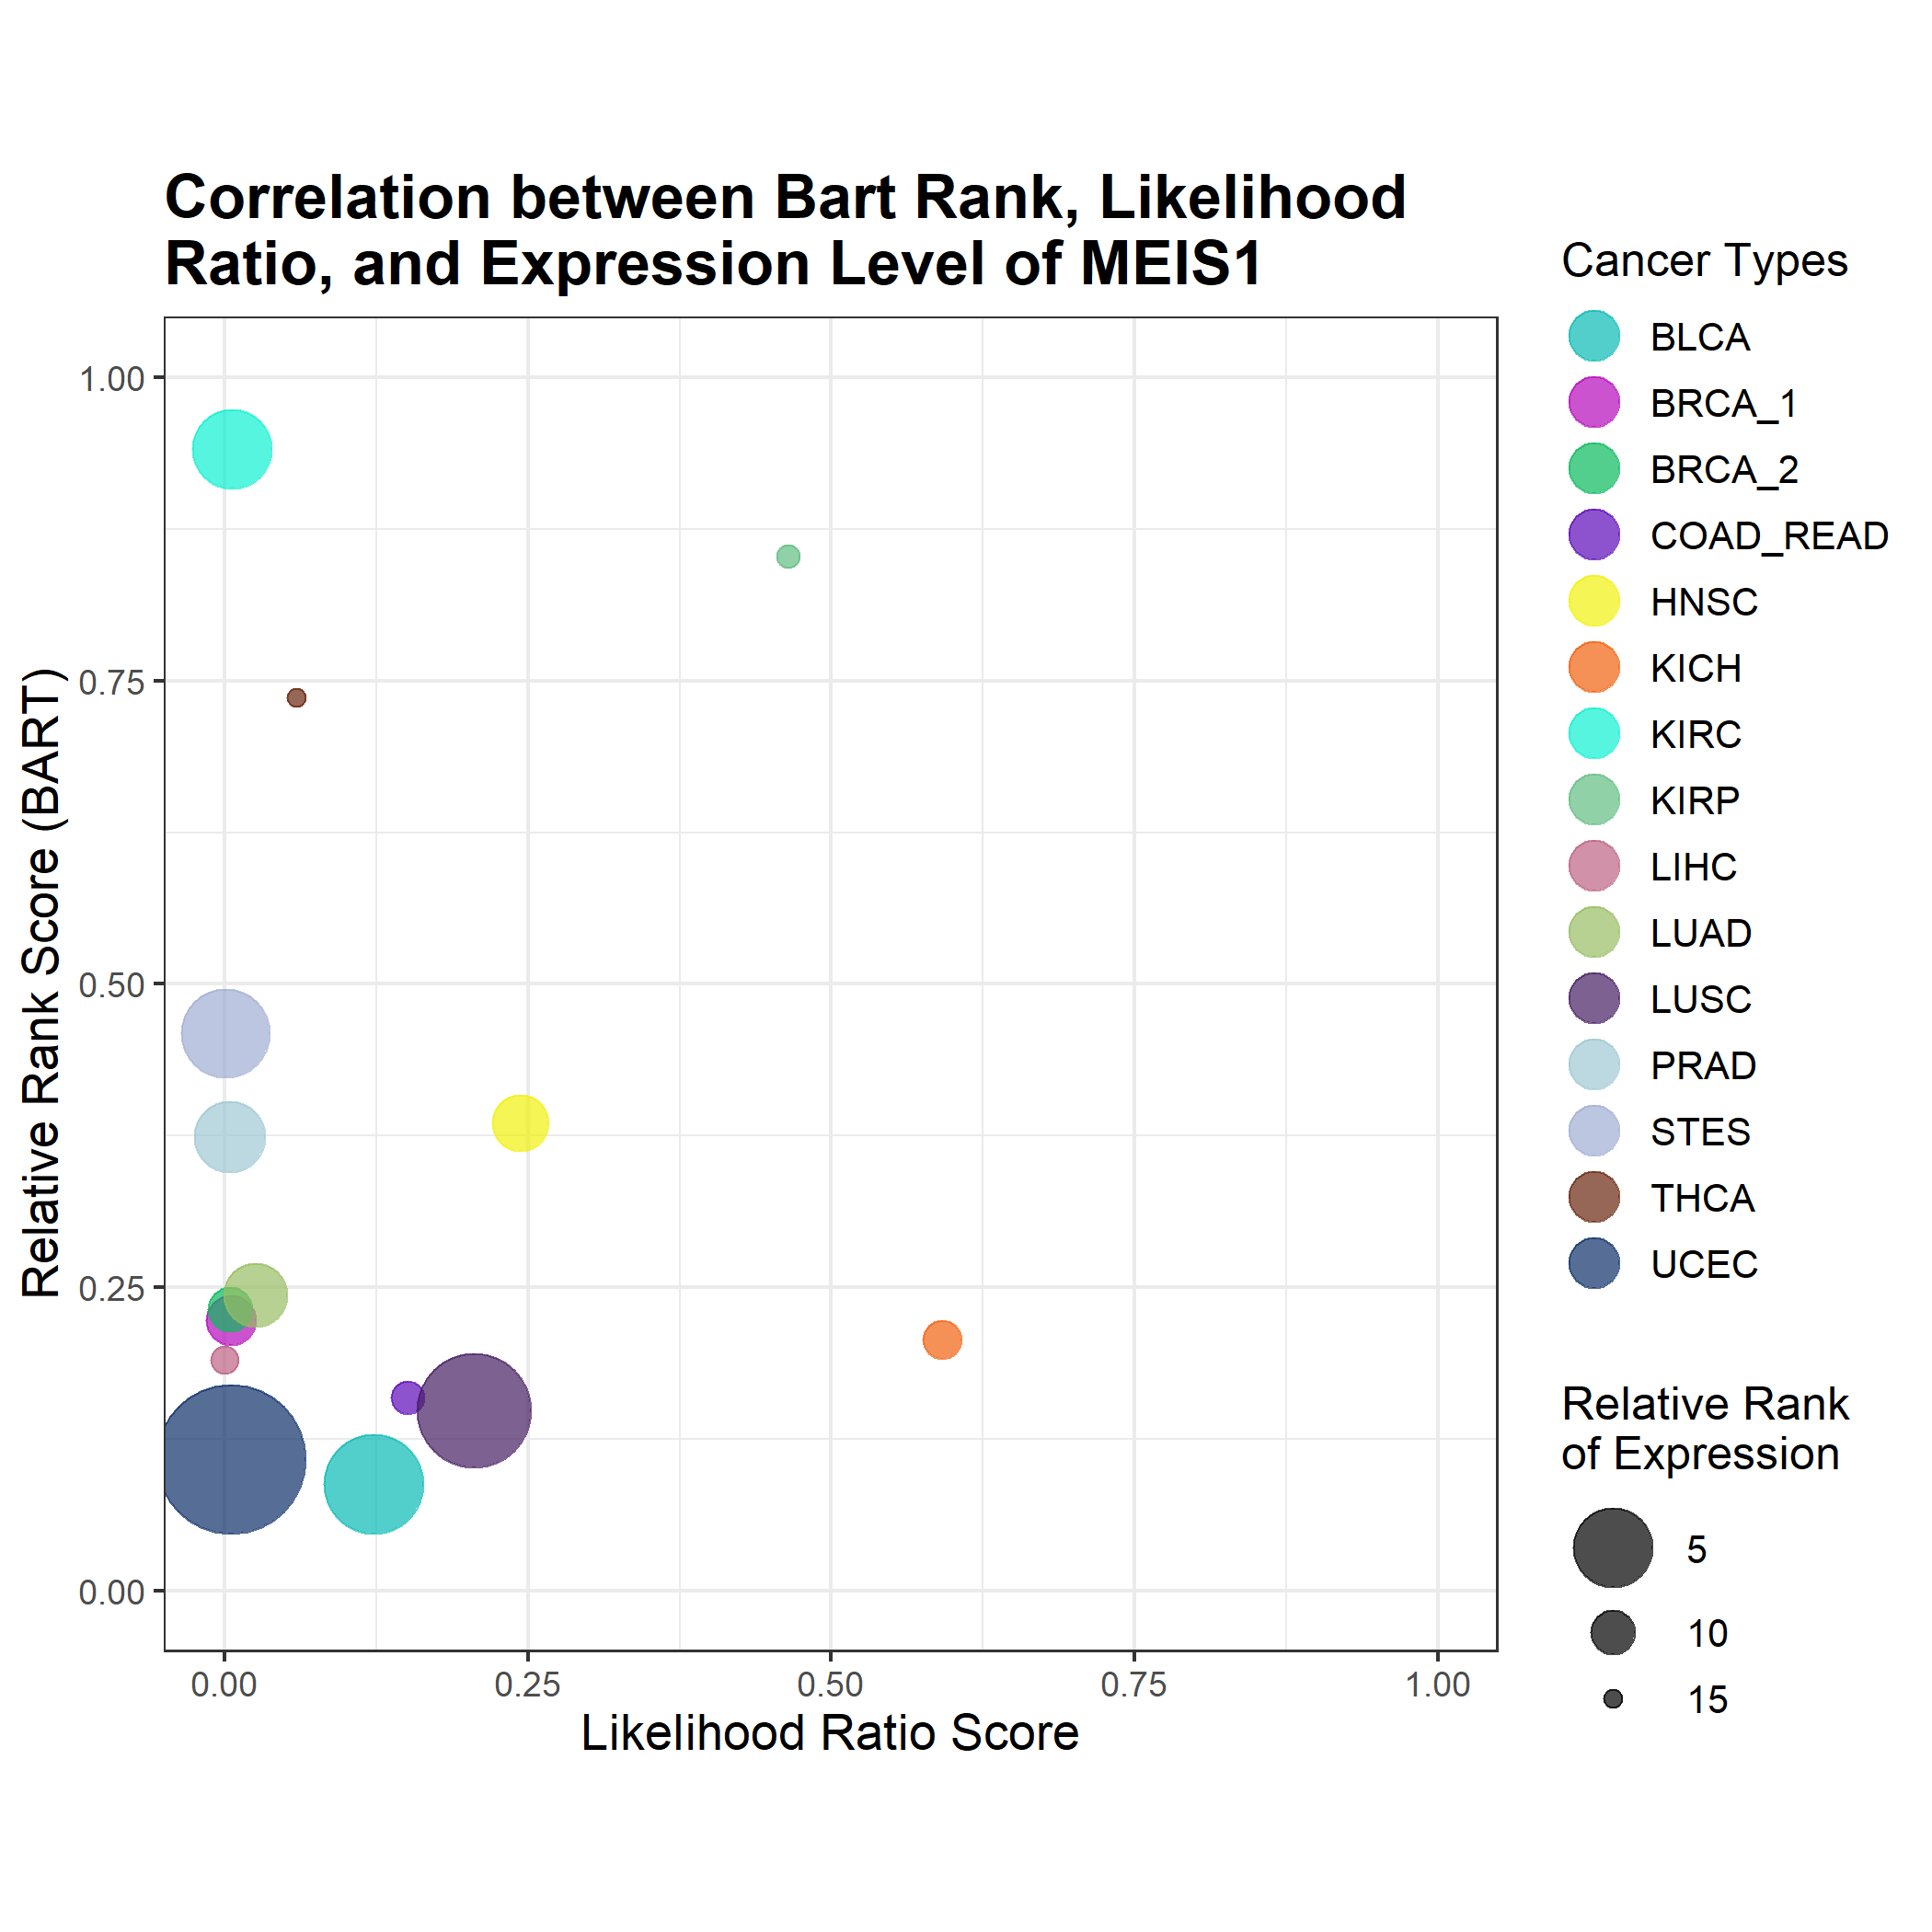 Correlation between Bart Rank, Likelihood
Ratio, and Expression Level of MEIS1
Relative Rank Score (BART)
1.00
0.75
0.50
0.25
0.00
0.00
0.25
0.50
0.75
1.00
Likelihood Ratio Score
Cancer Types
BLCA
BRCA_1
BRCA_2
COAD_READ
HNSC
KICH
KIRC
KIRP
LIHC
LUAD
LUSC
PRAD
STES
THCA
UCEC
Relative Rank
of Expression
5
10
15